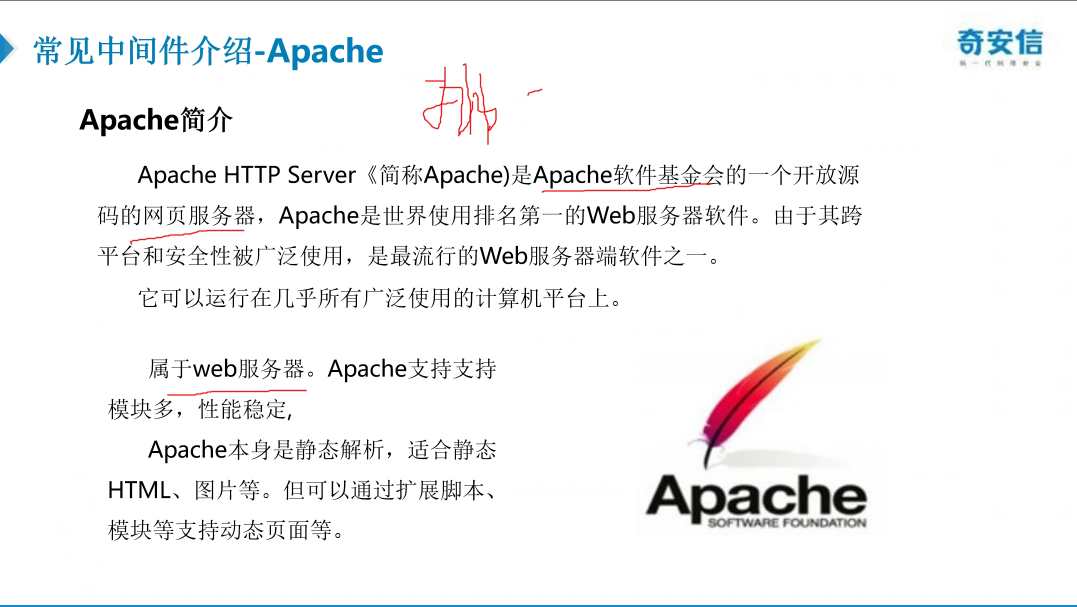 常见中间件介绍-Apache
奇安信
新一代网络安全
Apache简介
Apache HTTP Server《简称Apache)是Apache软件基金会的一个开放源
码的网页服务器，Apache是世界使用排名第一的Web服务器软件。由于其跨
平台和安全性被广泛使用，是最流行的Web服务器端软件之一。
它可以运行在几乎所有广泛使用的计算机平台上。
属于web服务器。Apache支持支持
模块多，性能稳定,
Apache本身是静态解析，适合静态
HTML、图片等。但可以通过扩展脚本、
模块等支持动态页面等。
Apache
SOFTWARE FOUNDATION